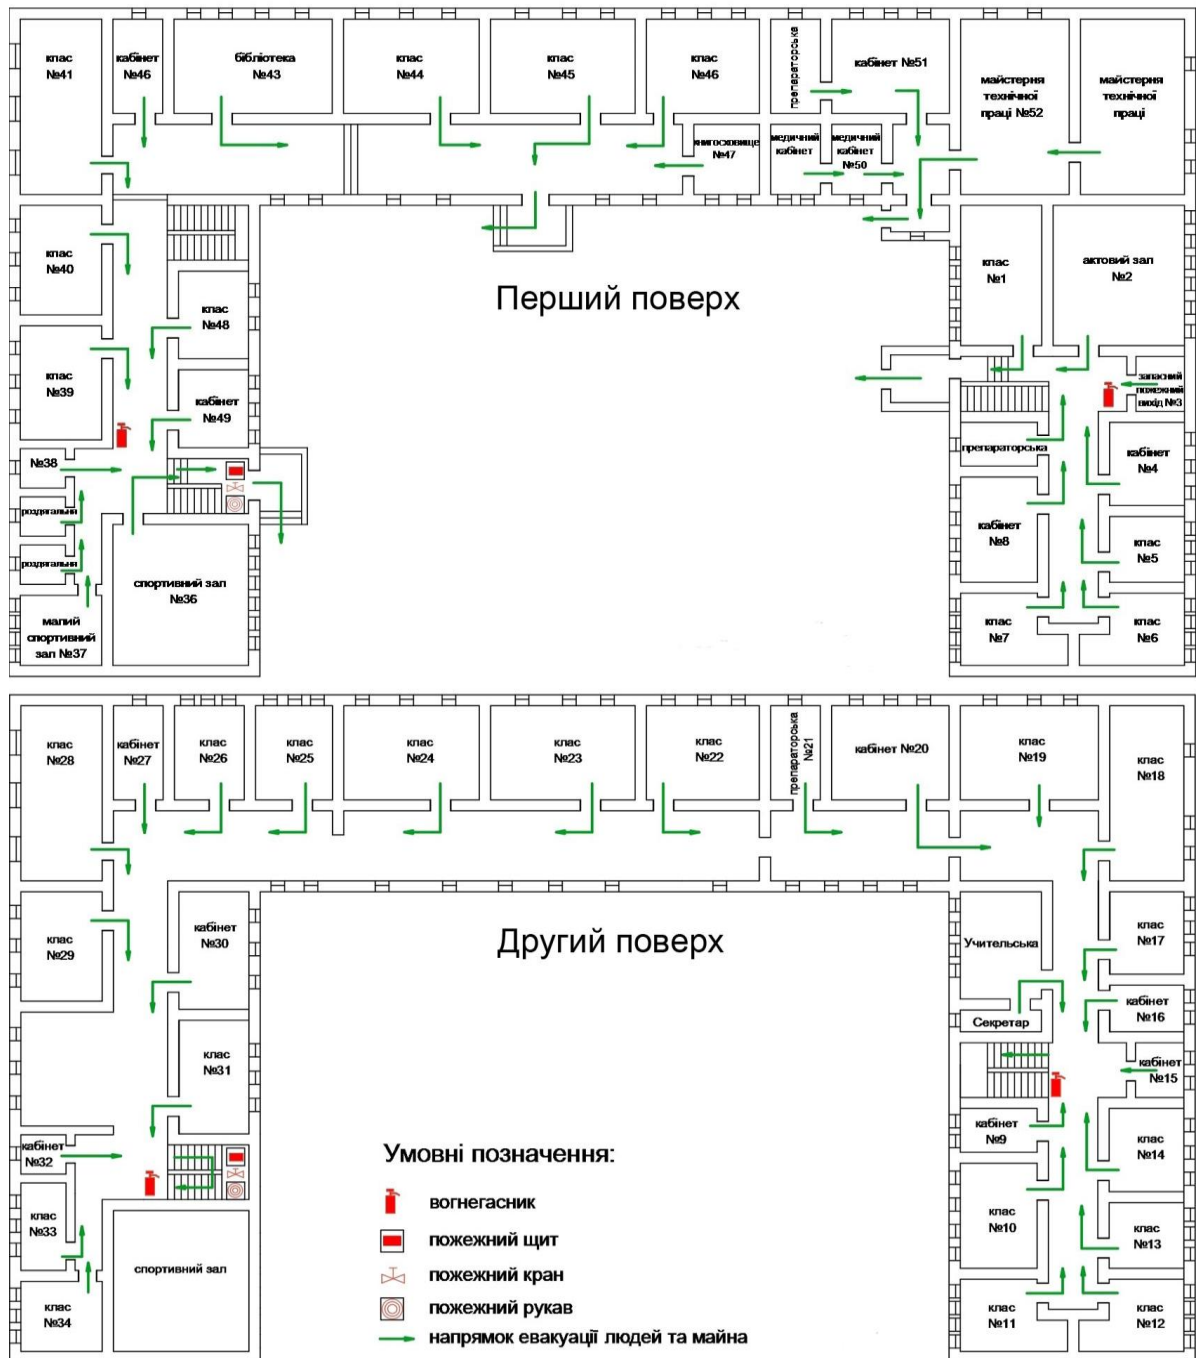 клас
№41
кабінет
№46
бібліотека
№43
клас
№44
клас
№45
клас
№46
препараторська
кабінет №51
майстерня
технічної
праці №52
майстерня
технічної
праці
книгосховище
№47
медичний
кабінет
медичний
кабінет
№50
клас
№40
клас
№48
клас
№39
кабінет
№49
№38
роздягальня
роздягальня
малий
спортивний
зал №37
спортивний зал
№36
Перший поверх
клас
№1
актовий зал
№2
запасний
пожежний
вихід №3
препараторська
кабінет
№4
кабінет
№8
клас
№5
клас
№7
клас
№6
клас
№28
кабінет
№27
клас
№26
клас
№25
клас
№24
клас
№23
клас
№22
препараторська
№21
кабінет №20
клас
№19
клас
№18
клас
№29
кабінет
№30
клас
№31
кабінет
№32
клас
№33
клас
№34
спортивний зал
Другий поверх
Учительська
Секретар
клас
№17
кабінет
№16
кабінет
№15
кабінет
№9
клас
№14
клас
№10
клас
№13
клас
№11
клас
№12
Умовні позначення:
вогнегасник
пожежний щит
пожежний кран
пожежний рукав
напрямок евакуації людей та майна